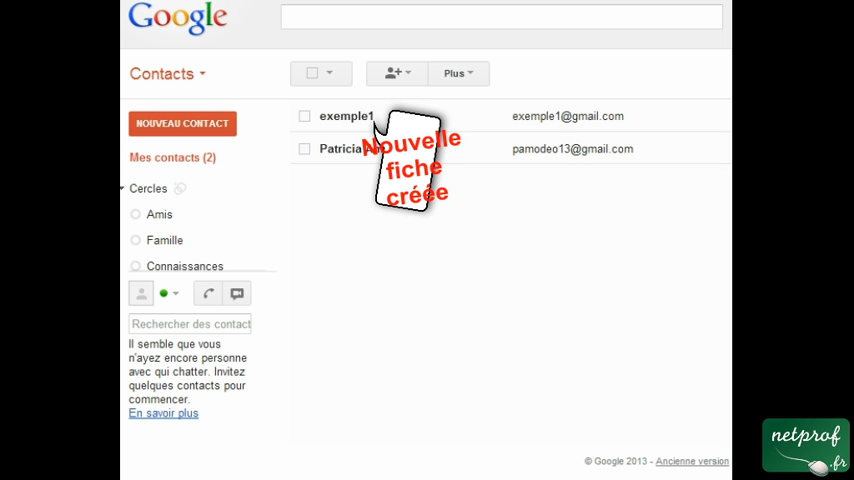 Google
Contacts
Plus
NOUVEAU CONTACT
exemple1 exemple1@gmail.com
Nouvelle
fiche
créée
Patricia pamodeo13@gmail.com
Mes contacts (2)
Cercles
Amis
Famille
Connaissances
Rechercher des contact
Il semble que vous
n'ayez encore personne
avec qui chatter. Invitez
quelques contacts pour
commencer.
En savoir plus
© Google 2013 - Ancienne version
netprof
.fr